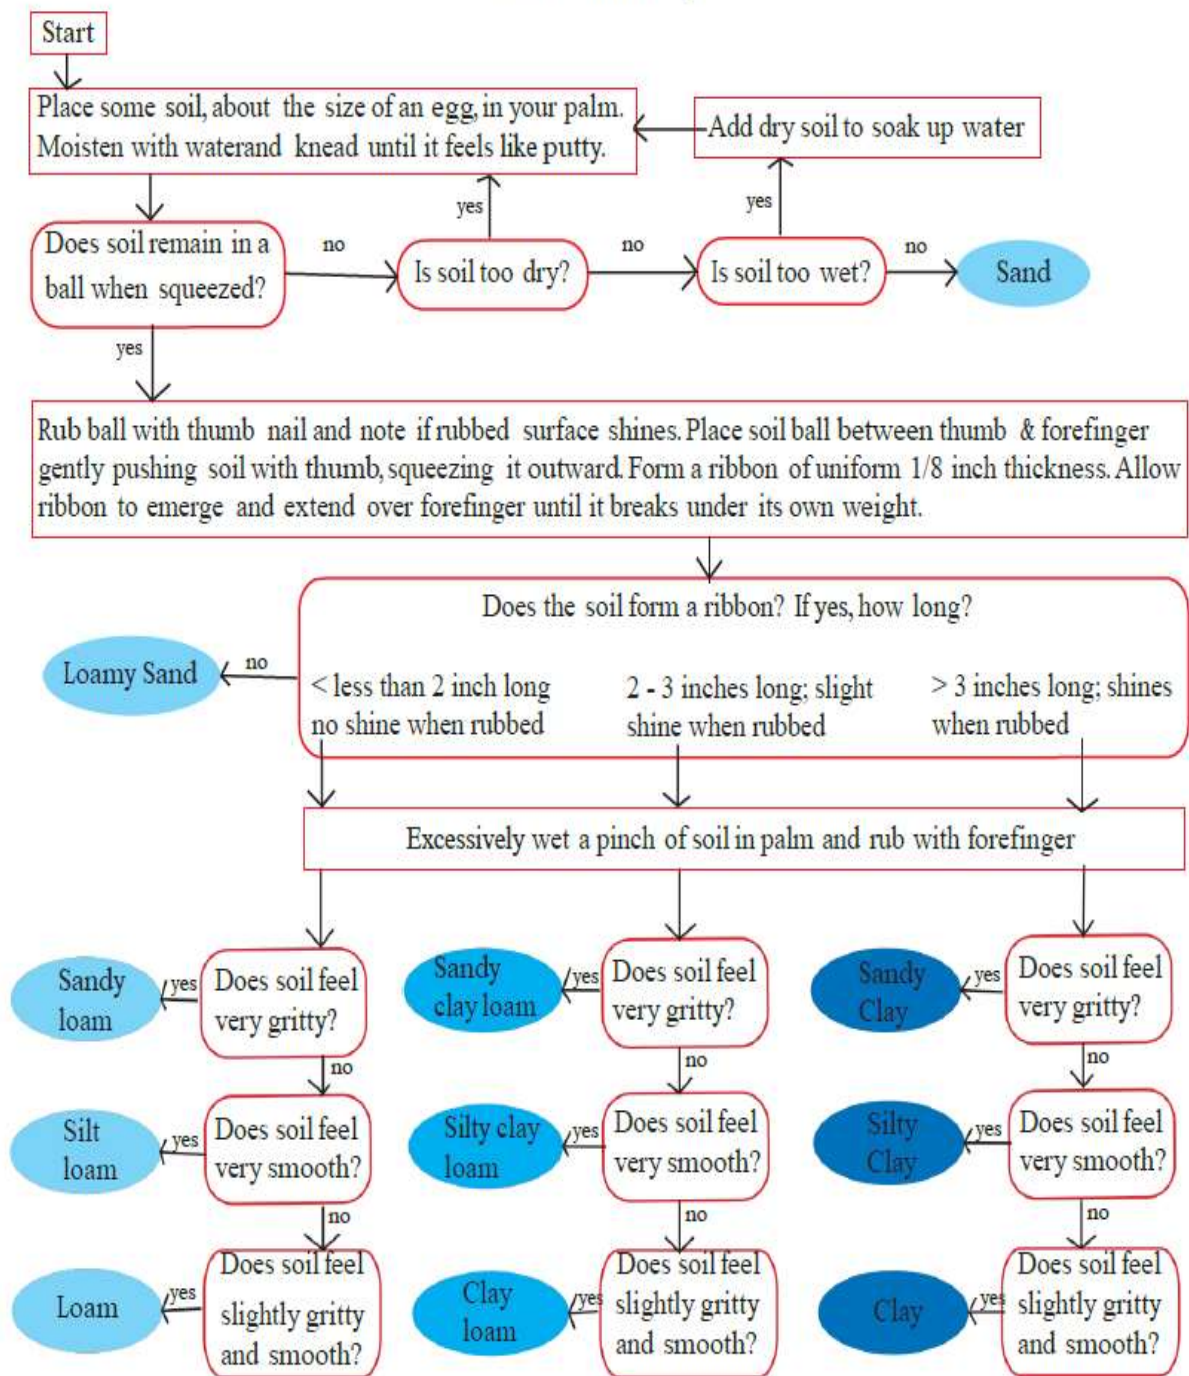 Start
Place some soil, about the size of an egg, in your palm.
Moisten with waterand knead until it feels like putty.
Add dry soil to soak up water
yes
yes
Does soil remain in a
ball when squeezed?
no
Is soil too dry?
no
Is soil too wet?
no
Sand
yes
Rub ball with thumb nail and note if rubbed surface shines. Place soil ball between thumb & forefinger
gently pushing soil with thumb, squeezing it outward. Form a ribbon of uniform 1/8 inch thickness. Allow
ribbon to emerge and extend over forefinger until it breaks under its own weight.
Does the soil form a ribbon? If yes, how long?
Loamy Sand
no
< less than 2 inch long
no shine when rubbed
2 - 3 inches long; slight
shine when rubbed
> 3 inches long; shines
when rubbed
Excessively wet a pinch of soil in palm and rub with forefinger
Sandy
loam
yes
Does soil feel
very gritty?
Sandy
clay loam
yes
Does soil feel
very gritty?
Sandy
Clay
yes
Does soil feel
very gritty?
no
no
no
Silt
loam
yes
Does soil feel
very smooth?
Silty clay
loam
yes
Does soil feel
very smooth?
Silty
Clay
yes
Does soil feel
very smooth?
no
no
no
Loam
yes
Does soil feel
slightly gritty
and smooth?
Clay
loam
yes
Does soil feel
slightly gritty
and smooth?
Clay
yes
Does soil feel
slightly gritty
and smooth?